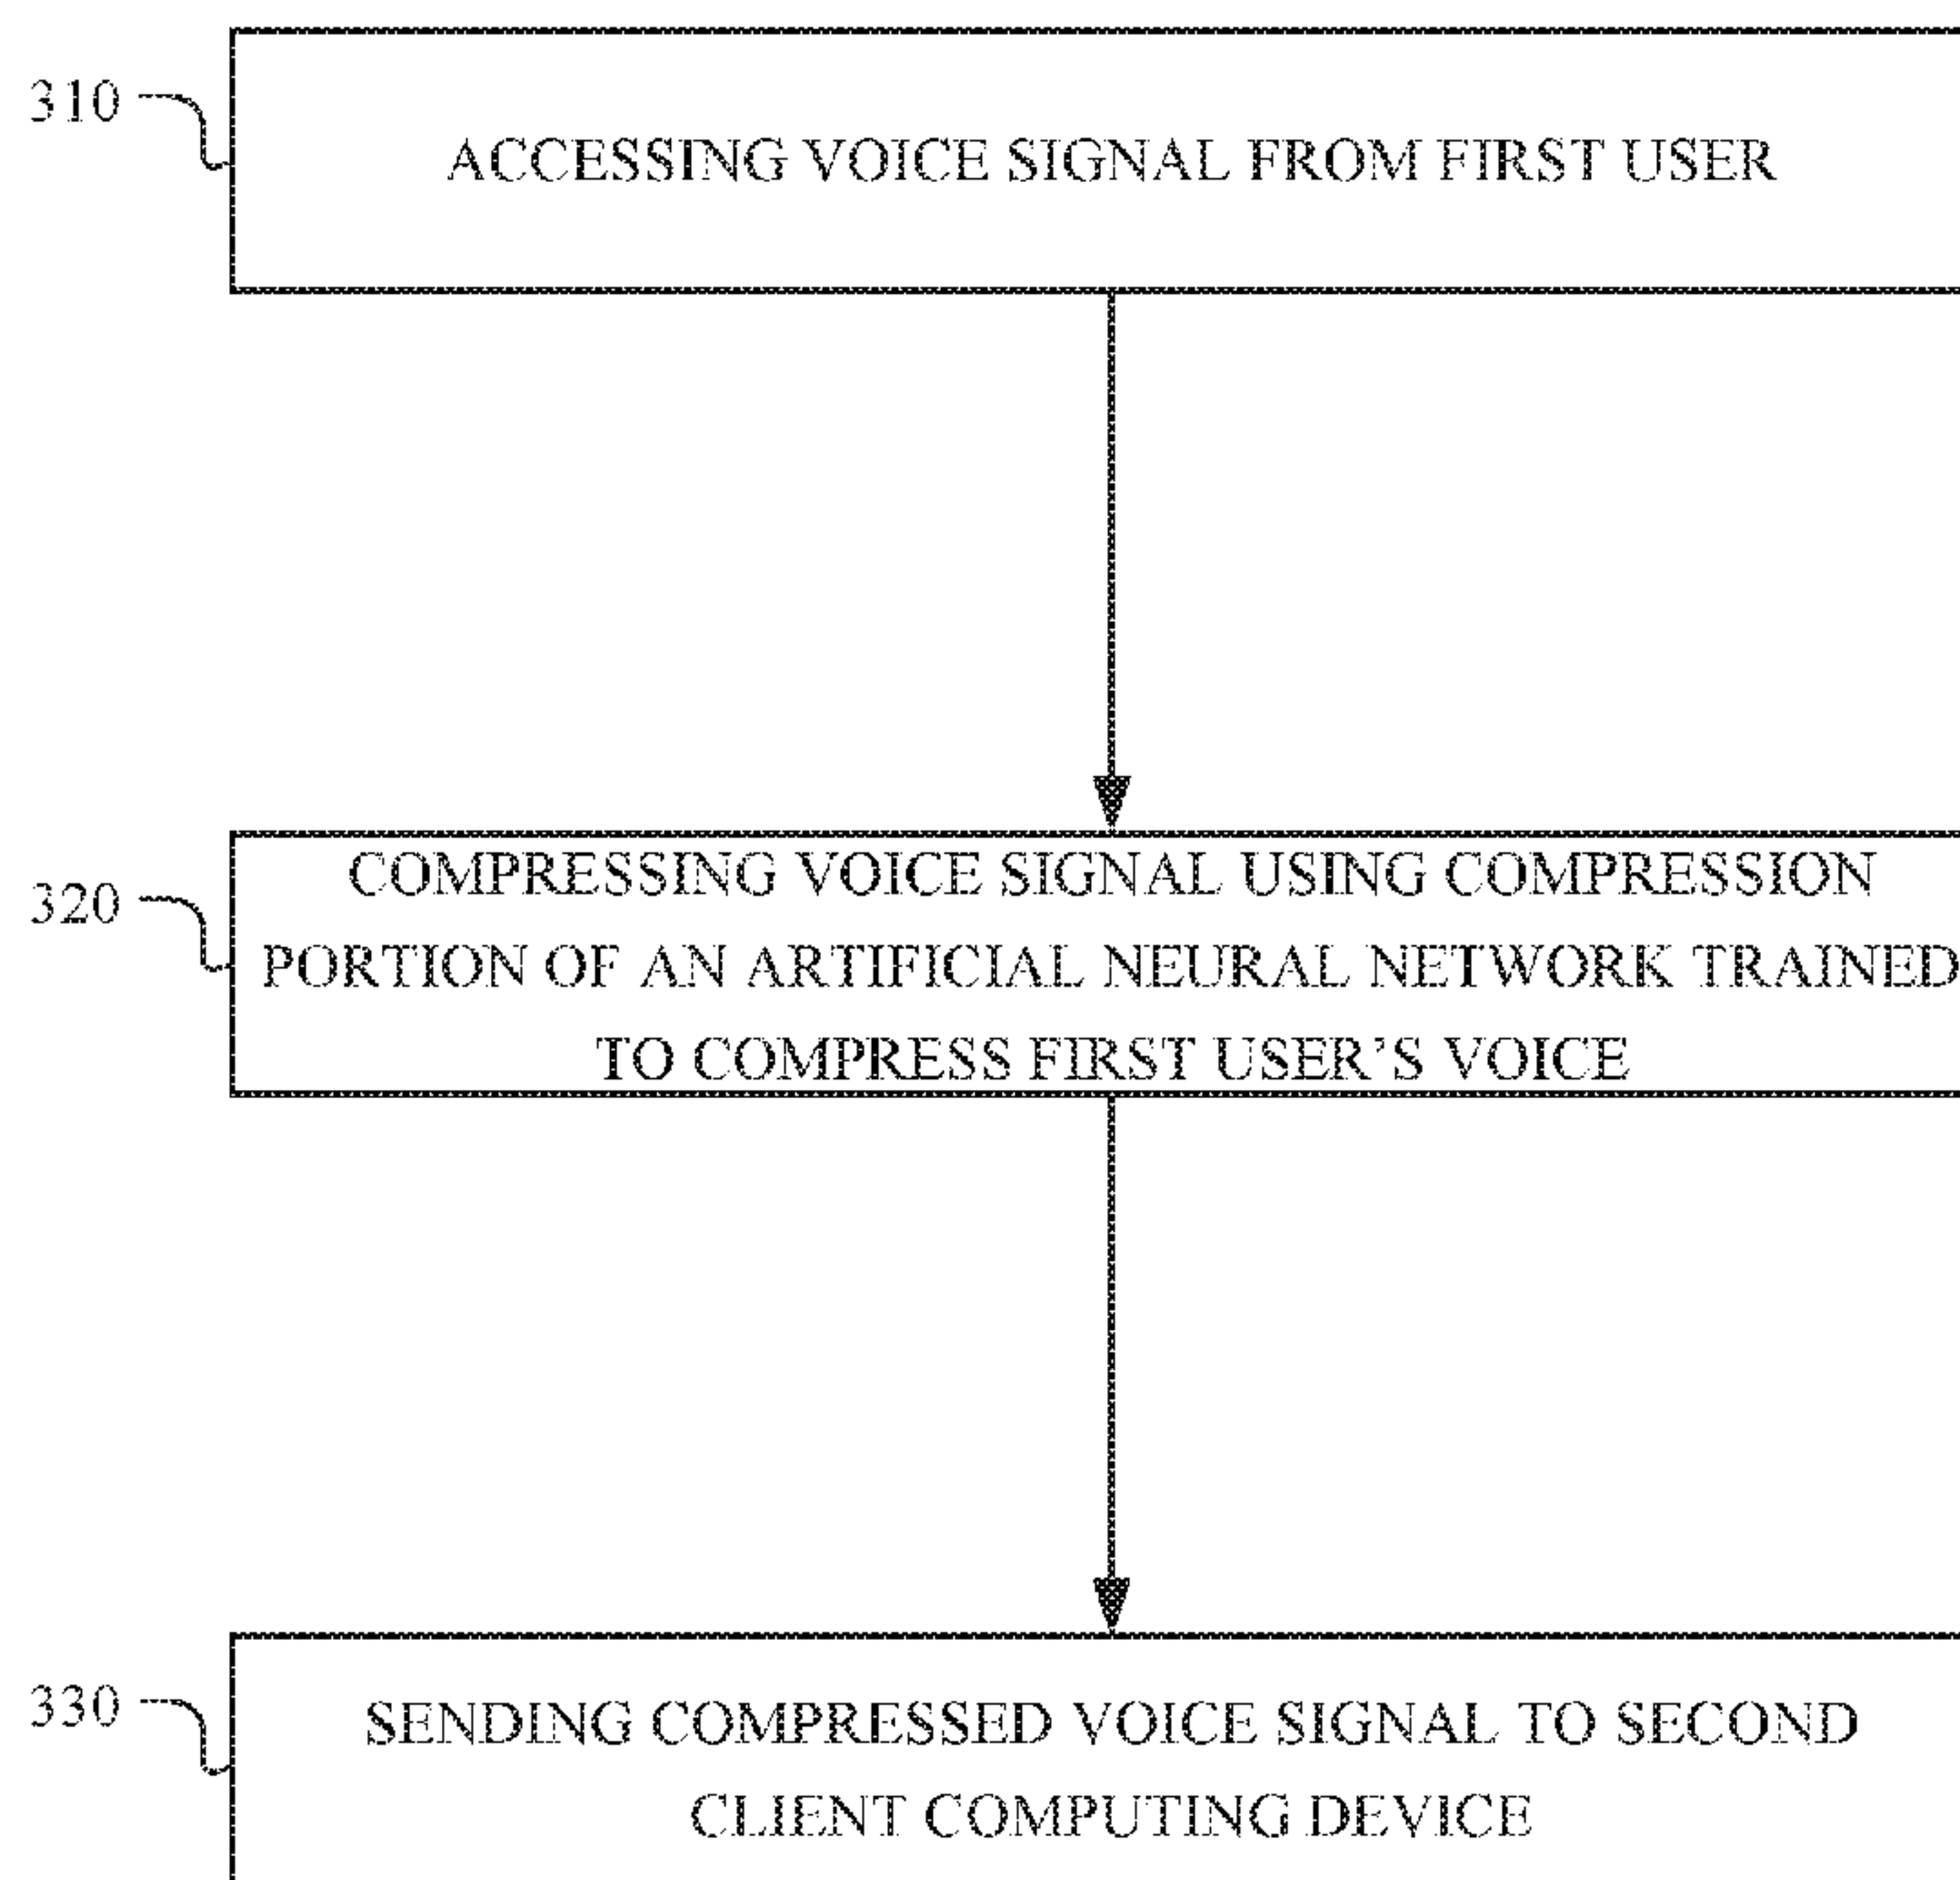 310
ACCESSING VOICE SIGNAL FROM FIRST USER
320
COMPRESSING VOICE SIGNAL USING COMPRESSION
PORTION OF AN ARTIFICIAL NEURAL NETWORK TRAINED
TO COMPRESS FIRST USER’S VOICE
330
SENDING COMPRESSED VOICE SIGNAL TO SECOND
CLIENT COMPUTING DEVICE